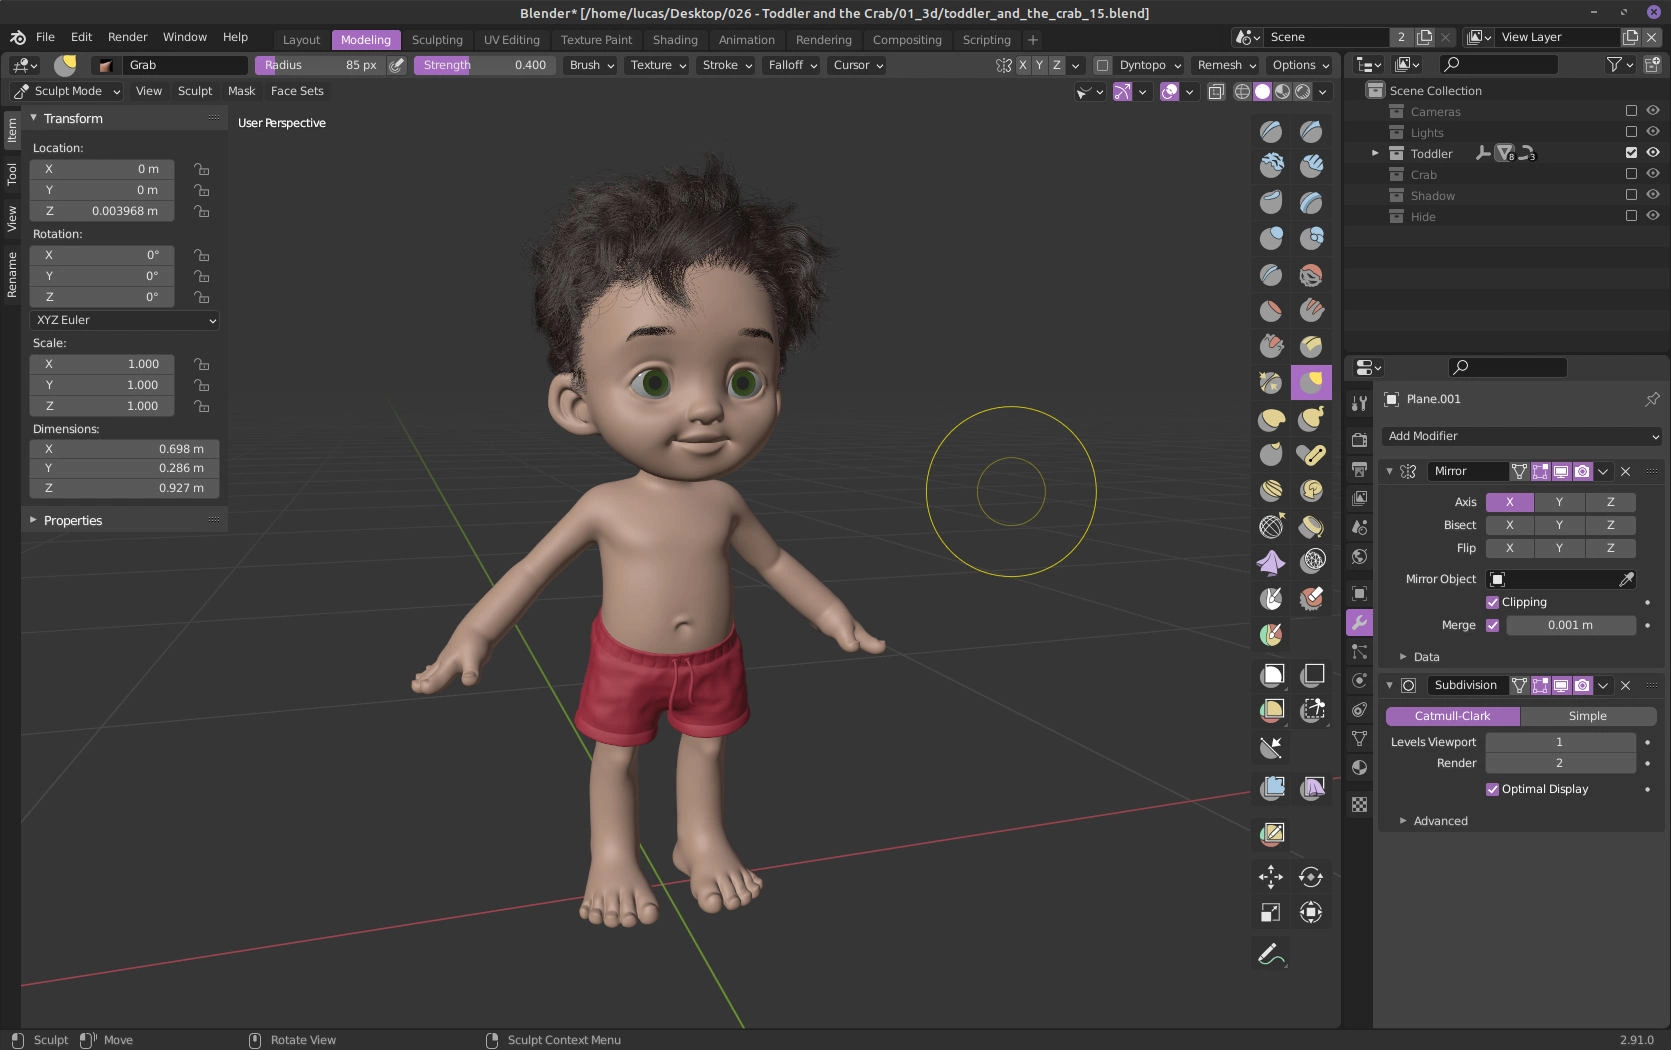 Blender* [/home/lucas/Desktop/026 - Toddler and the Crab/01_3d/toddler_and_the_crab_15.blend]
File Edit Render Window Help Layout Modeling Sculpting UV Editing Texture Paint Shading Animation Rendering Compositing Scripting + Scene 2 View Layer
Grab Radius 85 px Strength 0.400 Brush Texture Stroke Falloff Cursor X Y Z Dyntopo Remesh Options
Sculpt Mode View Sculpt Mask Face Sets
User Perspective
Item
Tool
View
Rename
Transform
Location:
X 0 m
Y 0 m
Z 0.003968 m
Rotation:
X 0°
Y 0°
Z 0°
XYZ Euler
Scale:
X 1.000
Y 1.000
Z 1.000
Dimensions:
X 0.698 m
Y 0.286 m
Z 0.927 m
Properties
Scene Collection
Cameras
Lights
Toddler 8 3
Crab
Shadow
Hide
Plane.001
Add Modifier
Mirror
Axis X Y Z
Bisect X Y Z
Flip X Y Z
Mirror Object
Clipping
Merge 0.001 m
Data
Subdivision
Catmull-Clark Simple
Levels Viewport 1
Render 2
Optimal Display
Advanced
Sculpt Move Rotate View Sculpt Context Menu 2.91.0